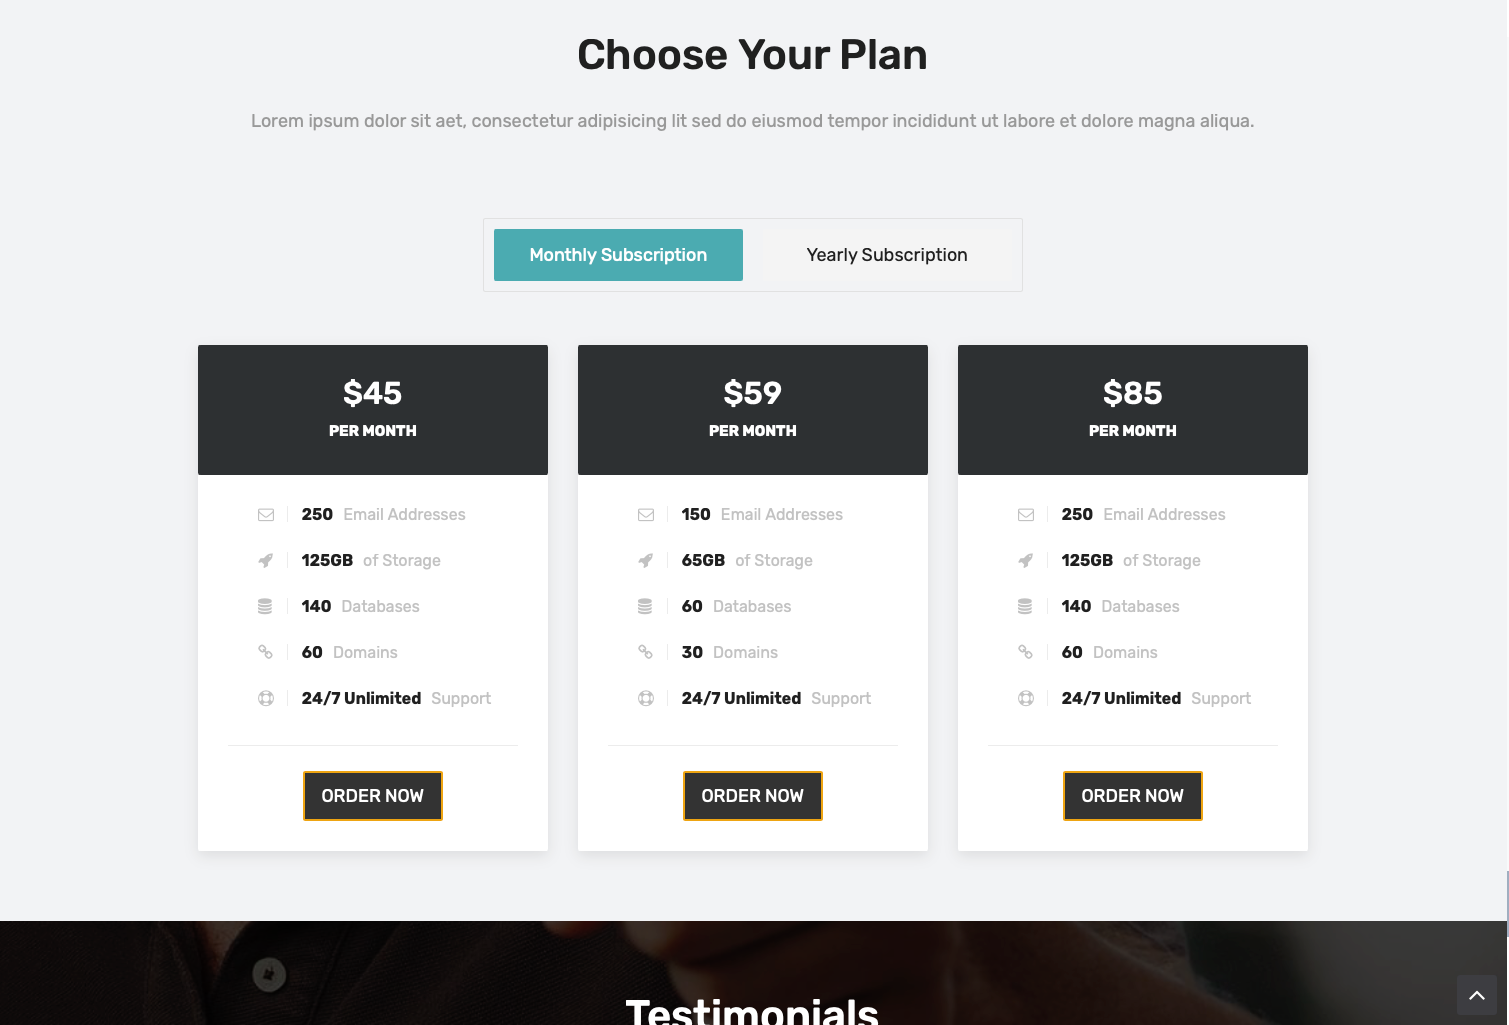 Choose Your Plan
Lorem ipsum dolor sit aet, consectetur adipisicing lit sed do eiusmod tempor incididunt ut labore et dolore magna aliqua.
Monthly Subscription
Yearly Subscription
$45
PER MONTH
250 Email Addresses
125GB of Storage
140 Databases
60 Domains
24/7 Unlimited Support
ORDER NOW
$59
PER MONTH
150 Email Addresses
65GB of Storage
60 Databases
30 Domains
24/7 Unlimited Support
ORDER NOW
$85
PER MONTH
250 Email Addresses
125GB of Storage
140 Databases
60 Domains
24/7 Unlimited Support
ORDER NOW
Testimonials